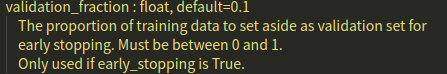 validation_fraction : float, default=0.1
The proportion of training data to set aside as validation set for
early stopping. Must be between 0 and 1.
Only used if early_stopping is True.